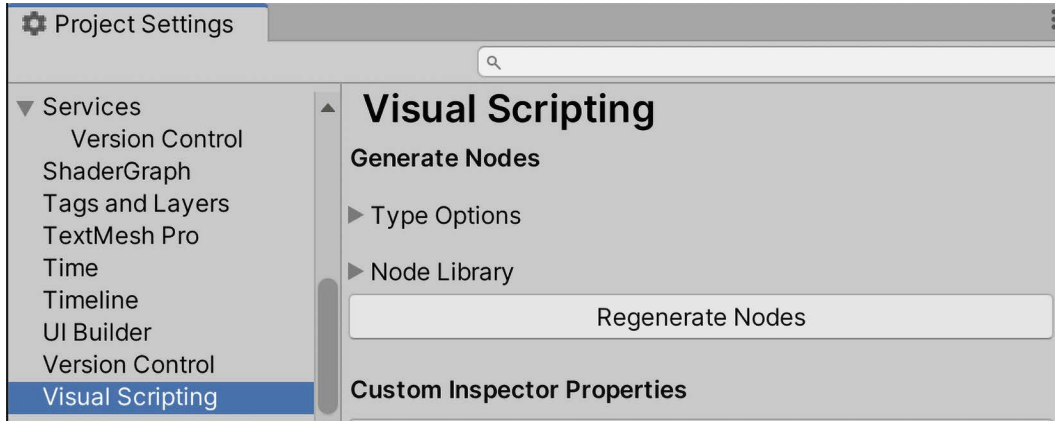 Project Settings
Services
Version Control
ShaderGraph
Tags and Layers
TextMesh Pro
Time
Timeline
UI Builder
Version Control
Visual Scripting
Visual Scripting
Generate Nodes
Type Options
Node Library
Regenerate Nodes
Custom Inspector Properties